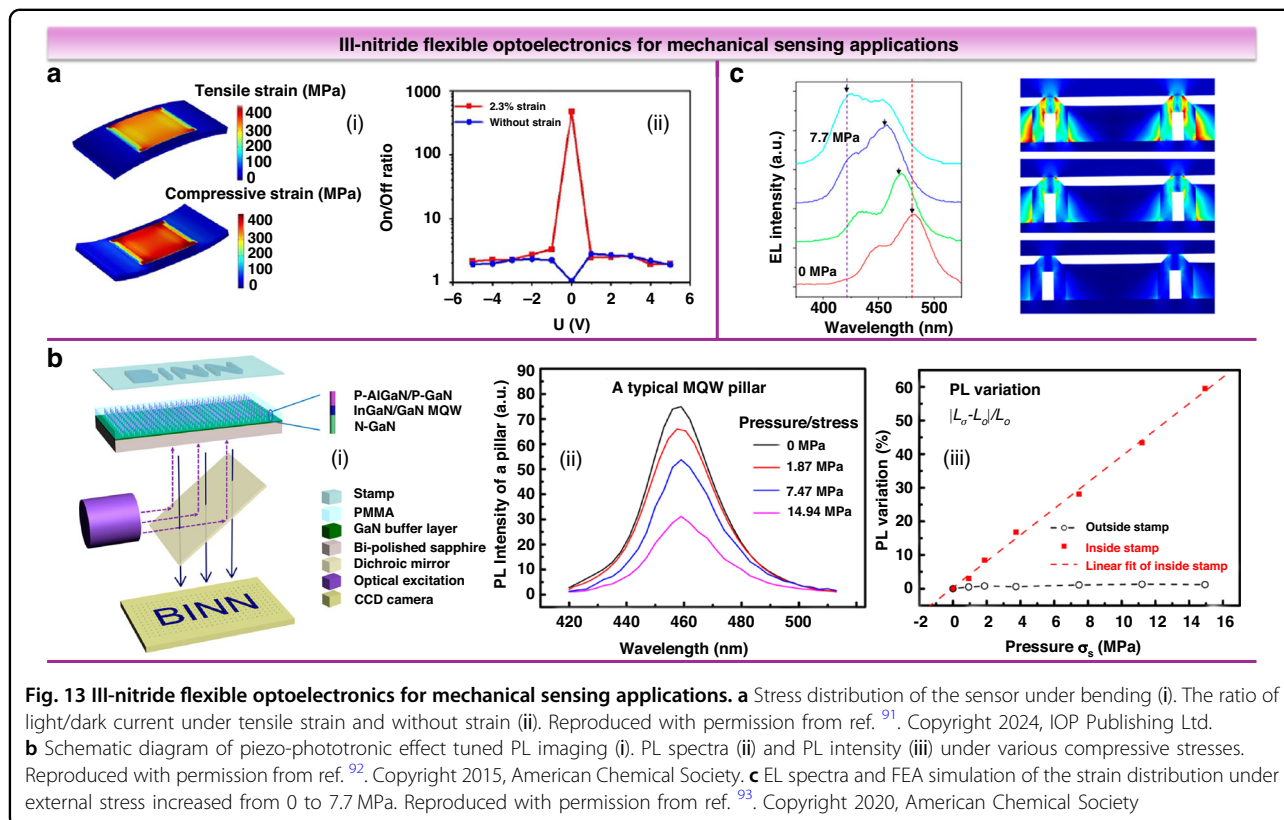 III-nitride flexible optoelectronics for mechanical sensing applications
a
Tensile strain (MPa)
400
300
200
100
0
(i)
Compressive strain (MPa)
400
300
200
100
0
On/Off ratio
1000
100
10
1
2.3% strain
Without strain
(ii)
−6 −4 −2 0 2 4 6
U (V)
c
EL intensity (a.u.)
7.7 MPa
0 MPa
400 450 500
Wavelength (nm)
b
BINN
P-AlGaN/P-GaN
InGaN/GaN MQW
N-GaN
(i)
Stamp
PMMA
GaN buffer layer
Bi-polished sapphire
Dichroic mirror
Optical excitation
CCD camera
BINN
PL Intensity of a pillar (a.u.)
90
80
70
60
50
40
30
20
10
0
A typical MQW pillar
(ii)
Pressure/stress
0 MPa
1.87 MPa
7.47 MPa
14.94 MPa
420 440 460 480 500
Wavelength (nm)
PL variation (%)
60
50
40
30
20
10
0
PL variation
|Lσ-Lo|/Lo
(iii)
Outside stamp
Inside stamp
Linear fit of inside stamp
-2 0 2 4 6 8 10 12 14 16
Pressure σs (MPa)
Fig. 13 III-nitride flexible optoelectronics for mechanical sensing applications. a Stress distribution of the sensor under bending (i). The ratio of
light/dark current under tensile strain and without strain (ii). Reproduced with permission from ref. 91. Copyright 2024, IOP Publishing Ltd.
b Schematic diagram of piezo-phototronic effect tuned PL imaging (i). PL spectra (ii) and PL intensity (iii) under various compressive stresses.
Reproduced with permission from ref. 92. Copyright 2015, American Chemical Society. c EL spectra and FEA simulation of the strain distribution under
external stress increased from 0 to 7.7 MPa. Reproduced with permission from ref. 93. Copyright 2020, American Chemical Society